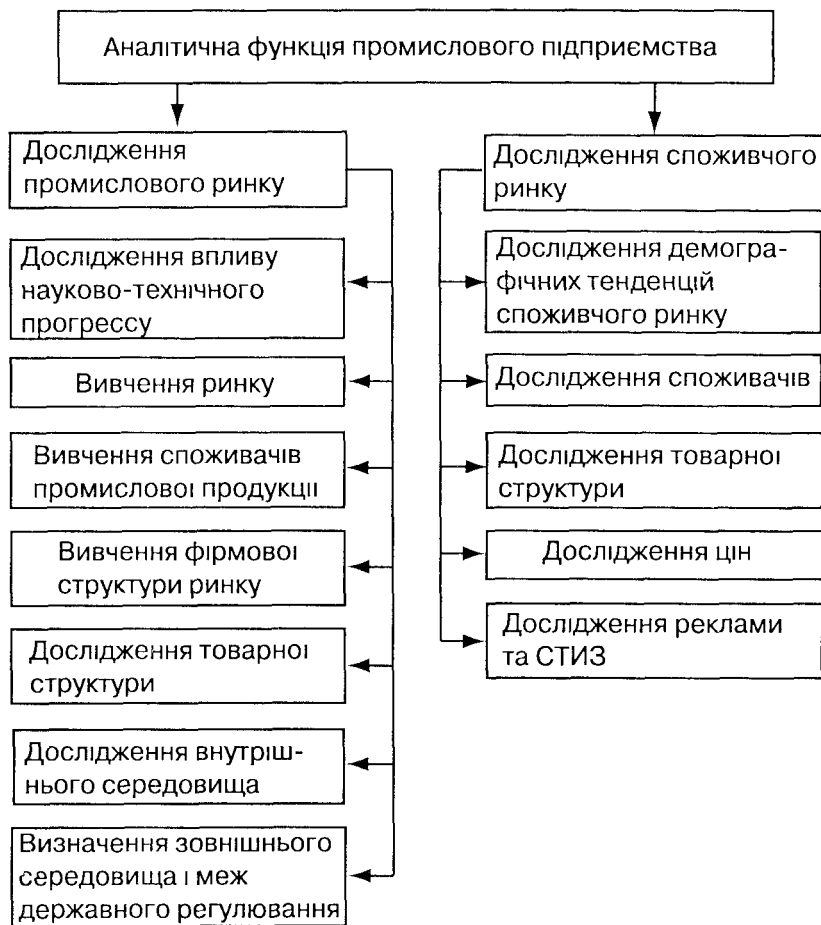 Аналітична функція промислового підприємства
Дослідження
промислового ринку
Дослідження впливу
науково-технічного
прогрессу
Вивчення ринку
Вивчення споживачів
промислової продукції
Вивчення фірмової
структури ринку
Дослідження товарної
структури
Дослідження внутріш-
нього середовища
Визначення зовнішнього
середовища і меж
державного регулювання
Дослідження споживчого
ринку
Дослідження демогра-
фічних тенденцій
споживчого ринку
Дослідження споживачів
Дослідження товарної
структури
Дослідження цін
Дослідження реклами
та СТИЗ